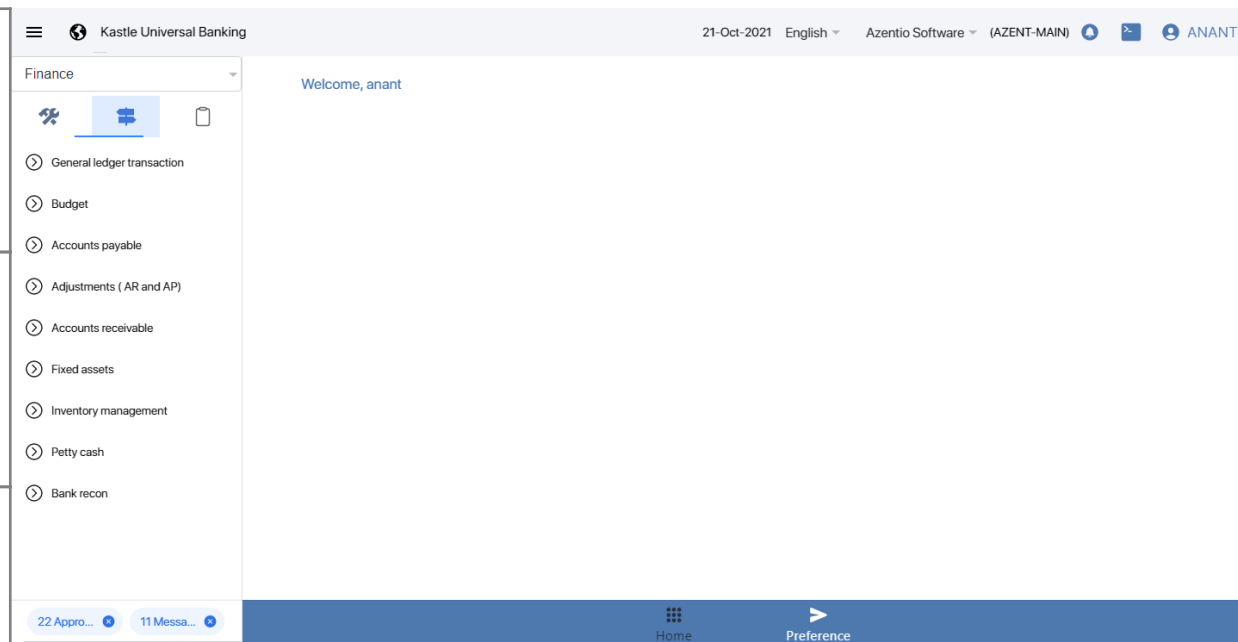 Kastle Universal Banking
21-Oct-2021 English Azentio Software (AZENT-MAIN) ANANT
Finance
Welcome, anant
General ledger transaction
Budget
Accounts payable
Adjustments ( AR and AP)
Accounts receivable
Fixed assets
Inventory management
Petty cash
Bank recon
22 Appro... 11 Messa...
Home Preference